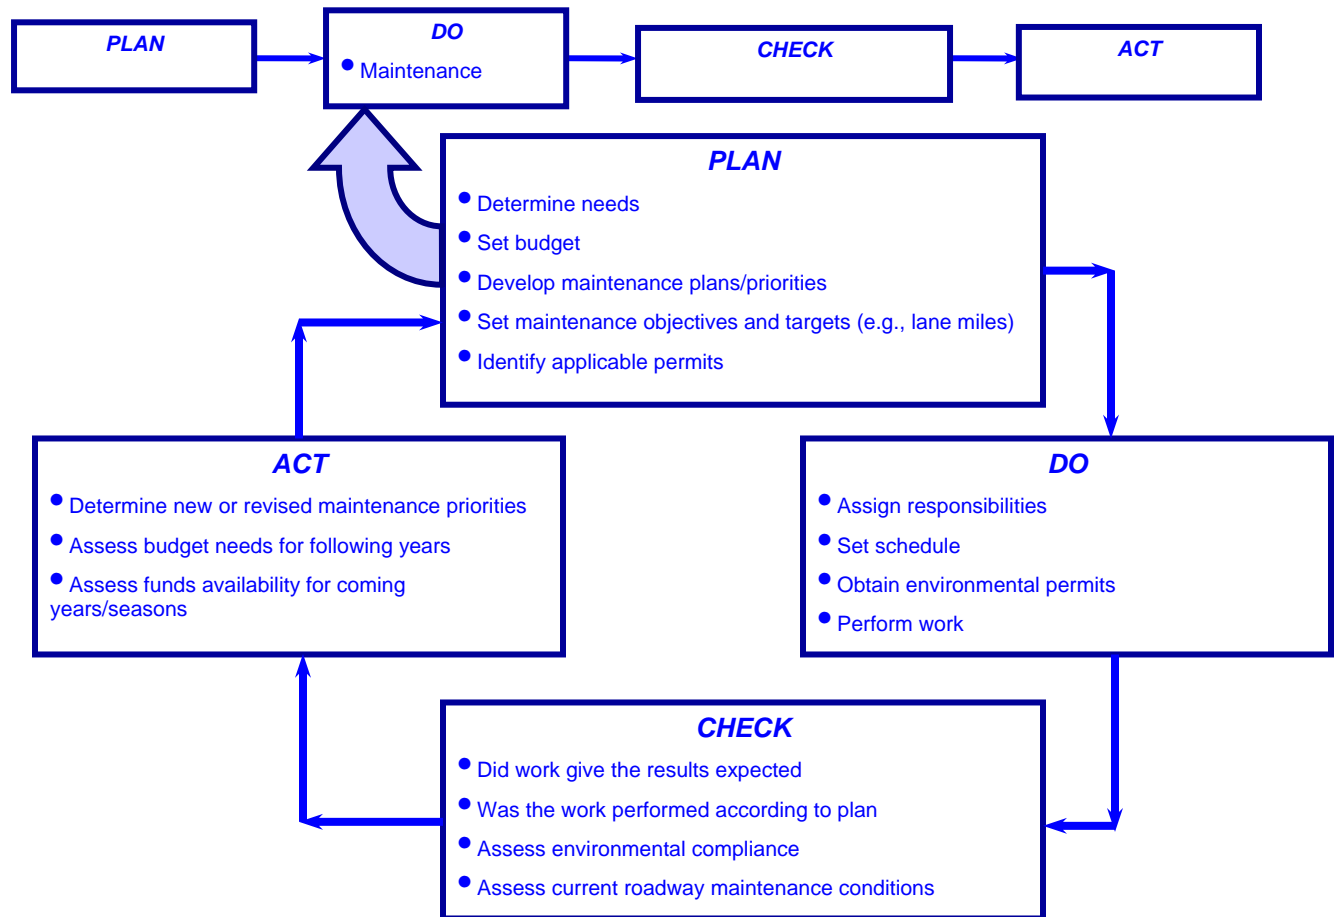 PLAN
DO
• Maintenance
CHECK
ACT
PLAN
• Determine needs
• Set budget
• Develop maintenance plans/priorities
• Set maintenance objectives and targets (e.g., lane miles)
• Identify applicable permits
ACT
• Determine new or revised maintenance priorities
• Assess budget needs for following years
• Assess funds availability for coming
years/seasons
DO
• Assign responsibilities
• Set schedule
• Obtain environmental permits
• Perform work
CHECK
• Did work give the results expected
• Was the work performed according to plan
• Assess environmental compliance
• Assess current roadway maintenance conditions